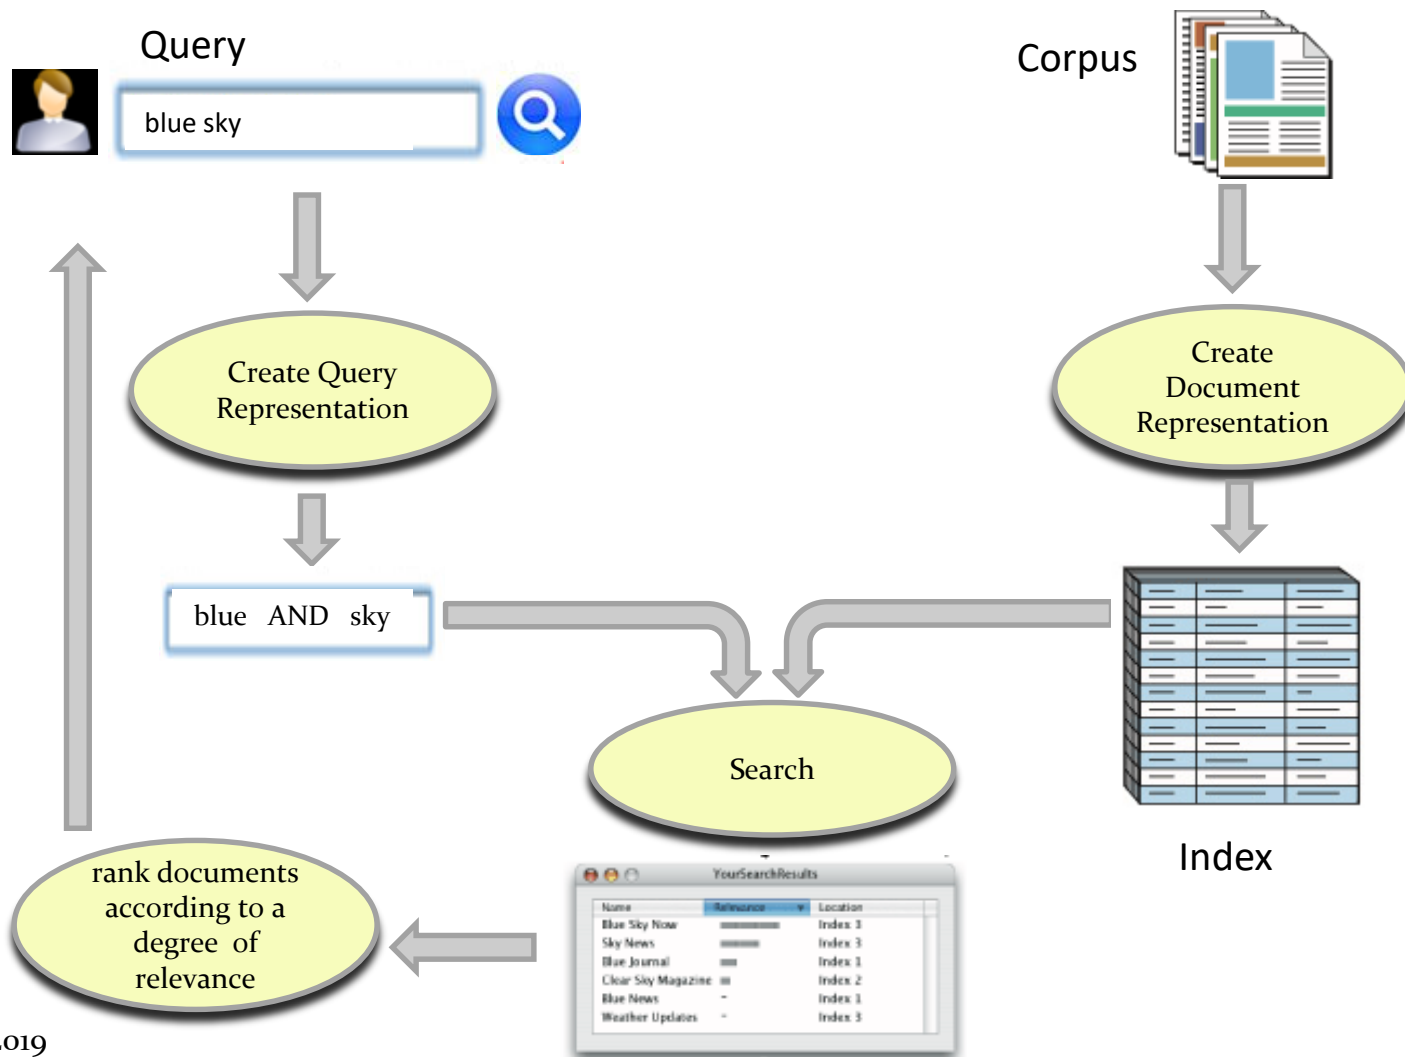 Query
Corpus
blue sky
Create Query
Representation
Create
Document
Representation
blue AND sky
Search
Index
rank documents
according to a
degree of
relevance
YourSearchResults
Name Relevance Location
Blue Sky Now Index 3
Sky News Index 3
Blue Journal Index 1
Clear Sky Magazine Index 2
Blue News Index 1
Weather Updates Index 3
2019